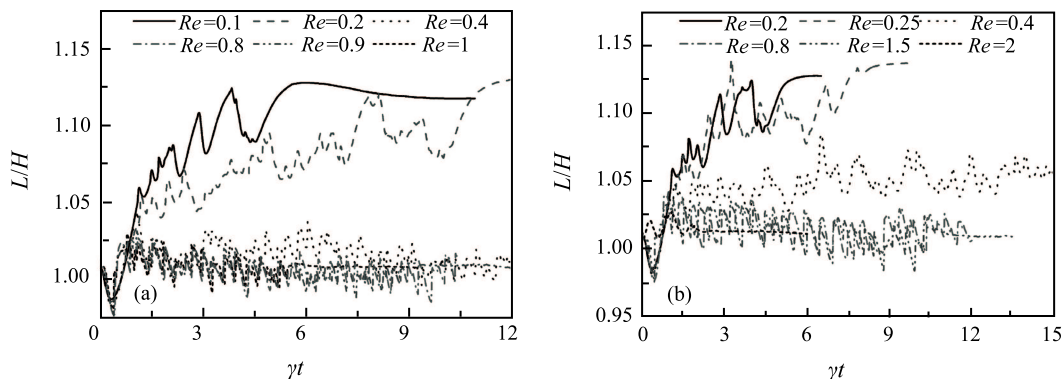 Re=0.1 Re=0.2 Re=0.4
Re=0.8 Re=0.9 Re=1
1.15
1.10
1.05
1.00
L/H
(a)
0 3 6 9 12
γt
Re=0.2 Re=0.25 Re=0.4
Re=0.8 Re=1.5 Re=2
1.15
1.10
1.05
1.00
0.95
L/H
(b)
0 3 6 9 12 15
γt